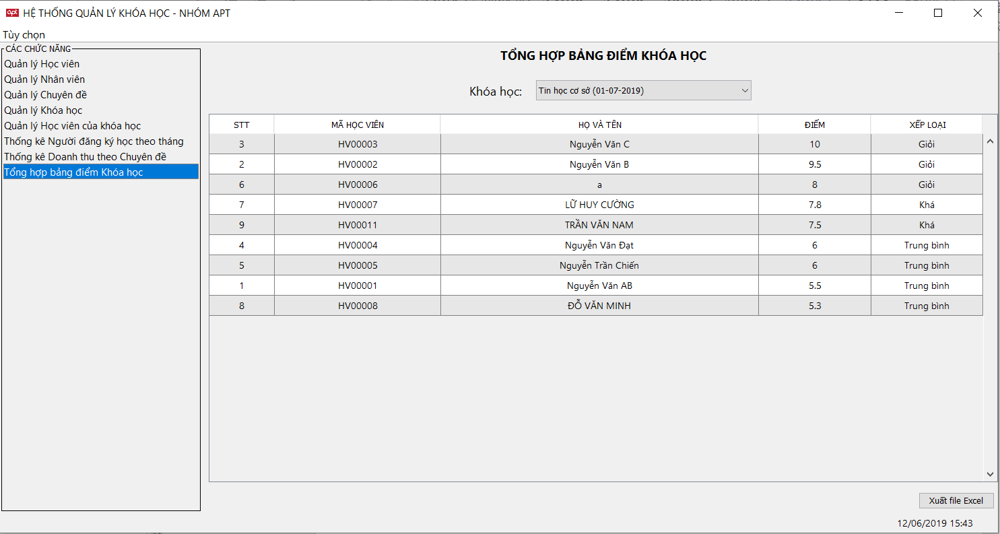 apt HỆ THỐNG QUẢN LÝ KHÓA HỌC - NHÓM APT
Tùy chọn
CÁC CHỨC NĂNG
Quản lý Học viên
Quản lý Nhân viên
Quản lý Chuyên đề
Quản lý Khóa học
Quản lý Học viên của khóa học
Thống kê Người đăng ký học theo tháng
Thống kê Doanh thu theo Chuyên đề
Tổng hợp bảng điểm Khóa học
TỔNG HỢP BẢNG ĐIỂM KHÓA HỌC
Khóa học: Tin học cơ sở (01-07-2019)
STT MÃ HỌC VIÊN HỌ VÀ TÊN ĐIỂM XẾP LOẠI
3 HV00003 Nguyễn Văn C 10 Giỏi
2 HV00002 Nguyễn Văn B 9.5 Giỏi
6 HV00006 a 8 Giỏi
7 HV00007 LỮ HUY CƯỜNG 7.8 Khá
9 HV00011 TRẦN VĂN NAM 7.5 Khá
4 HV00004 Nguyễn Văn Đạt 6 Trung bình
5 HV00005 Nguyễn Trần Chiến 6 Trung bình
1 HV00001 Nguyễn Văn AB 5.5 Trung bình
8 HV00008 ĐỖ VĂN MINH 5.3 Trung bình
Xuất file Excel
12/06/2019 15:43